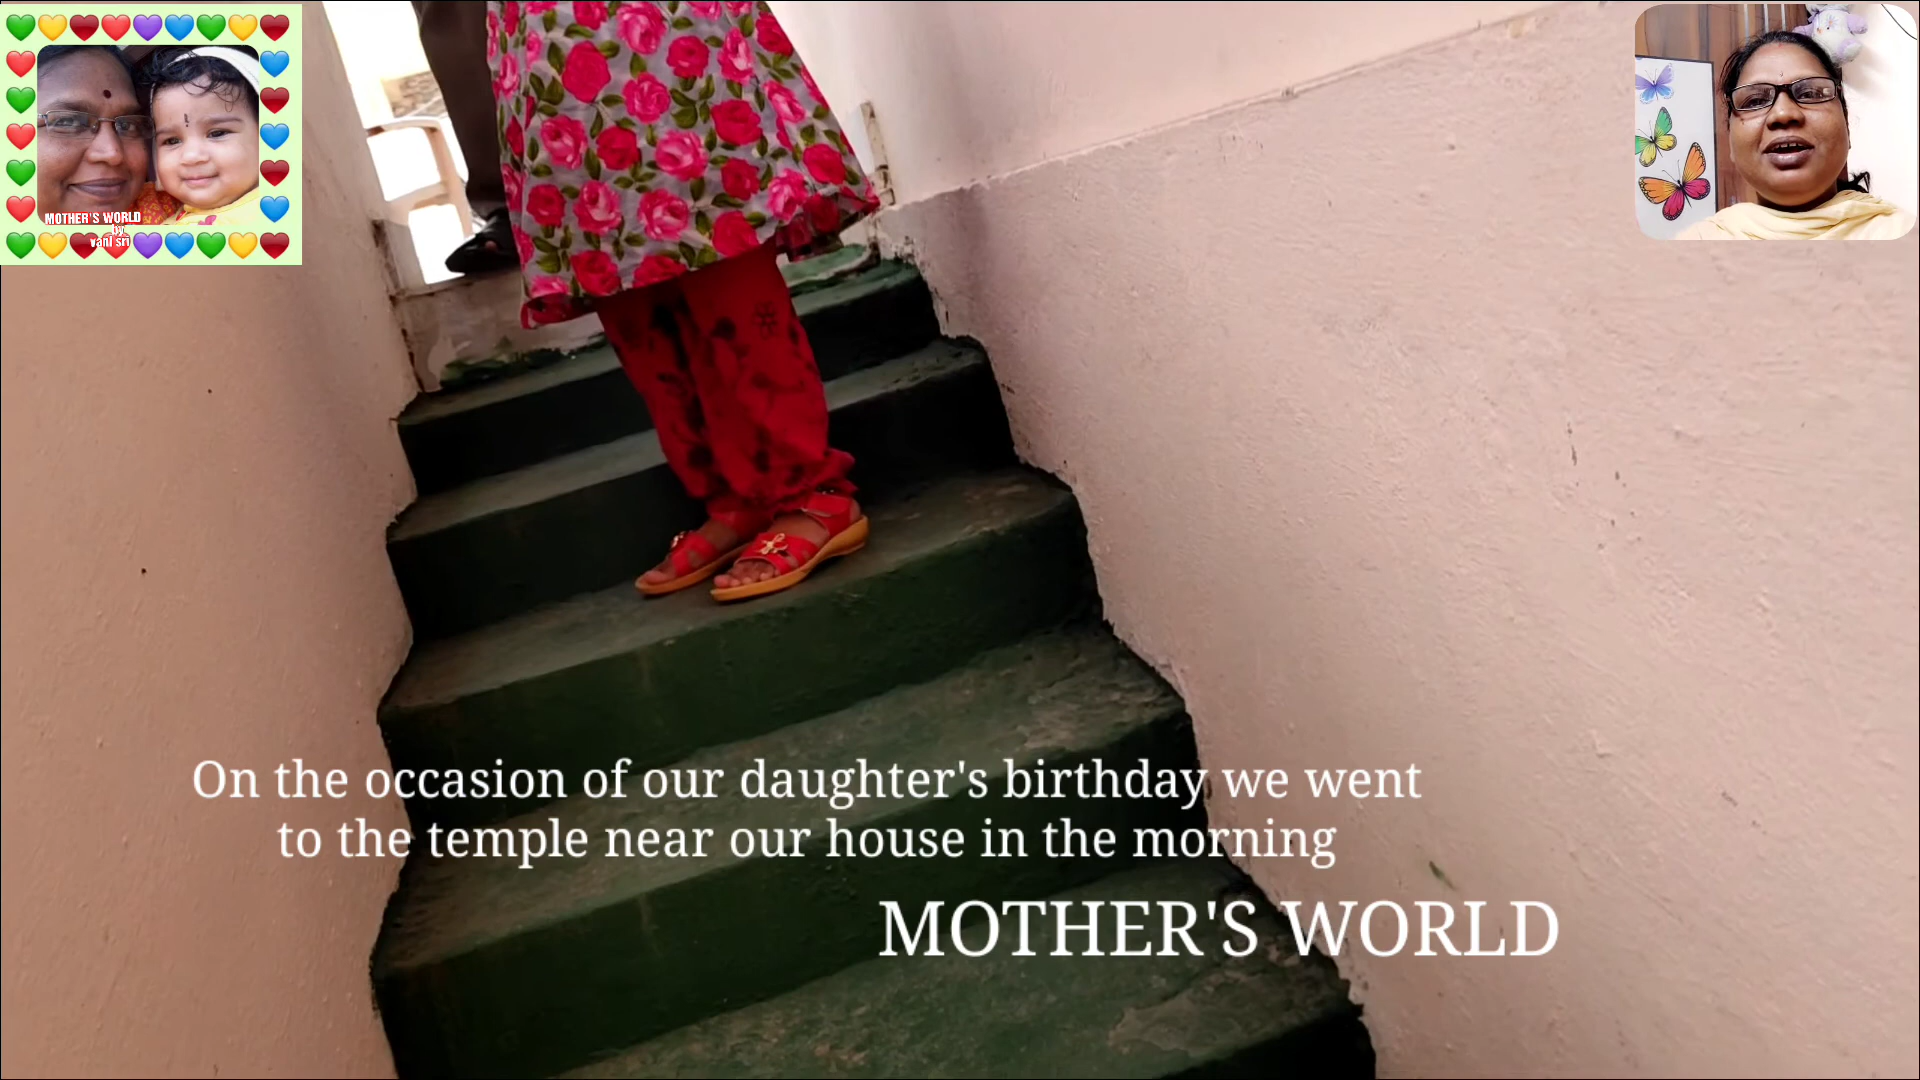 MOTHER'S WORLD
by
vani sri
On the occasion of our daughter's birthday we went
to the temple near our house in the morning
MOTHER'S WORLD